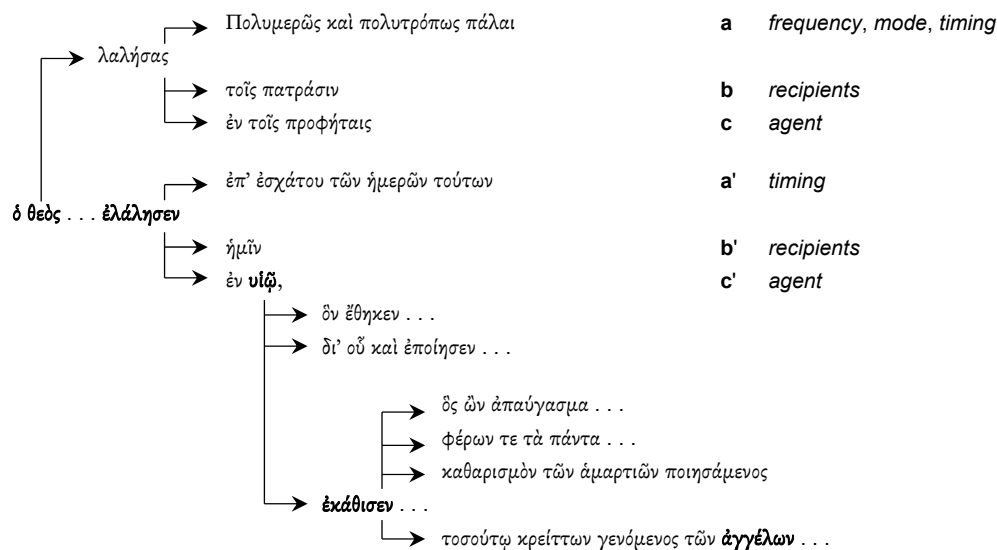 Πολυμερῶς καὶ πολυτρόπως πάλαι a frequency, mode, timing
λαλήσας
τοῖς πατράσιν b recipients
ἐν τοῖς προφήταις c agent
ἐπ’ ἐσχάτου τῶν ἡμερῶν τούτων a' timing
ὁ θεὸς . . . ἐλάλησεν
ἡμῖν b' recipients
ἐν υἱῷ, c' agent
ὃν ἔθηκεν . . .
δι’ οὗ καὶ ἐποίησεν . . .
ὃς ὢν ἀπαύγασμα . . .
φέρων τε τὰ πάντα . . .
καθαρισμὸν τῶν ἁμαρτιῶν ποιησάμενος
ἐκάθισεν . . .
τοσούτῳ κρείττων γενόμενος τῶν ἀγγέλων . . .